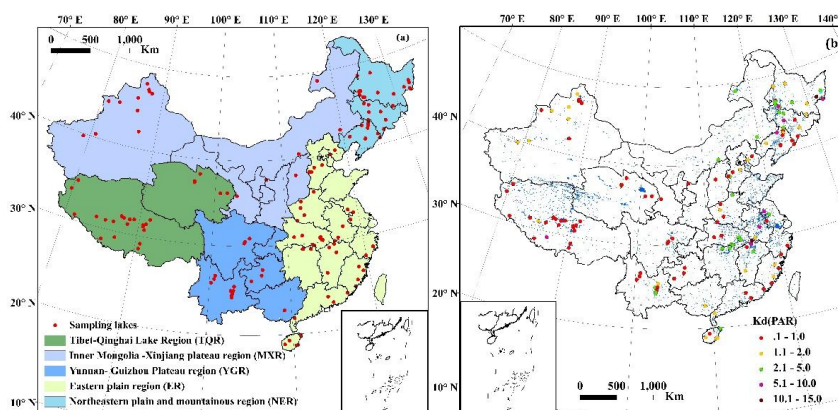 70° E 80° E 90° E 100° E 110° E 120° E 130° E
(a)
0 500 1,000
Km
40° N
30° N
20° N
10° N
Sampling lakes
Tibet-Qinghai Lake Region (TQR)
Inner Mongolia -Xinjiang plateau region (MXR)
Yunuan- Guizhou Plateau region (YGR)
Eastern plain region (ER)
Northeastern plain and mountainous region (NER)
70° E 80° E 90° E 100° E 110° E 120° E 130° E 140° E
(b)
40° N
30° N
20° N
10° N
Kd(PAR)
.1 - 1.0
1.1 - 2.0
2.1 - 5.0
5.1 - 10.0
10.1 - 15.0
0 500 1,000
Km